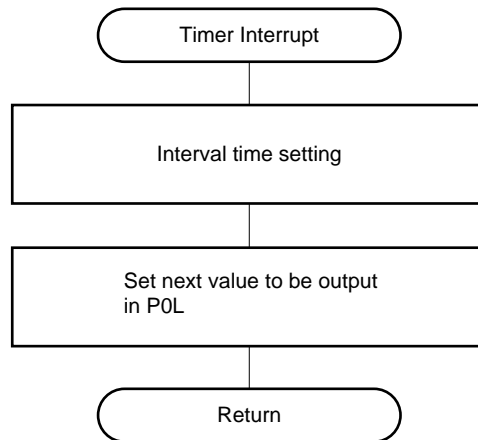 Timer Interrupt
Interval time setting
Set next value to be output
in P0L
Return